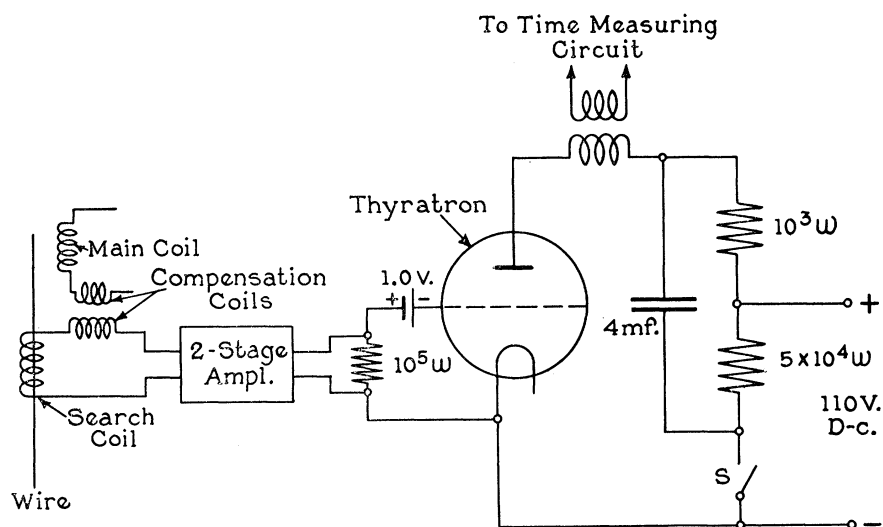 To Time Measuring
Circuit
Thyratron
10³ω
Main Coil
Compensation
Coils
1.0 V.
+ -
+
4mf.
2-Stage
Ampl.
10⁵ω
5 x 10⁴ω
110 V.
D-c.
Search
Coil
S
Wire
-